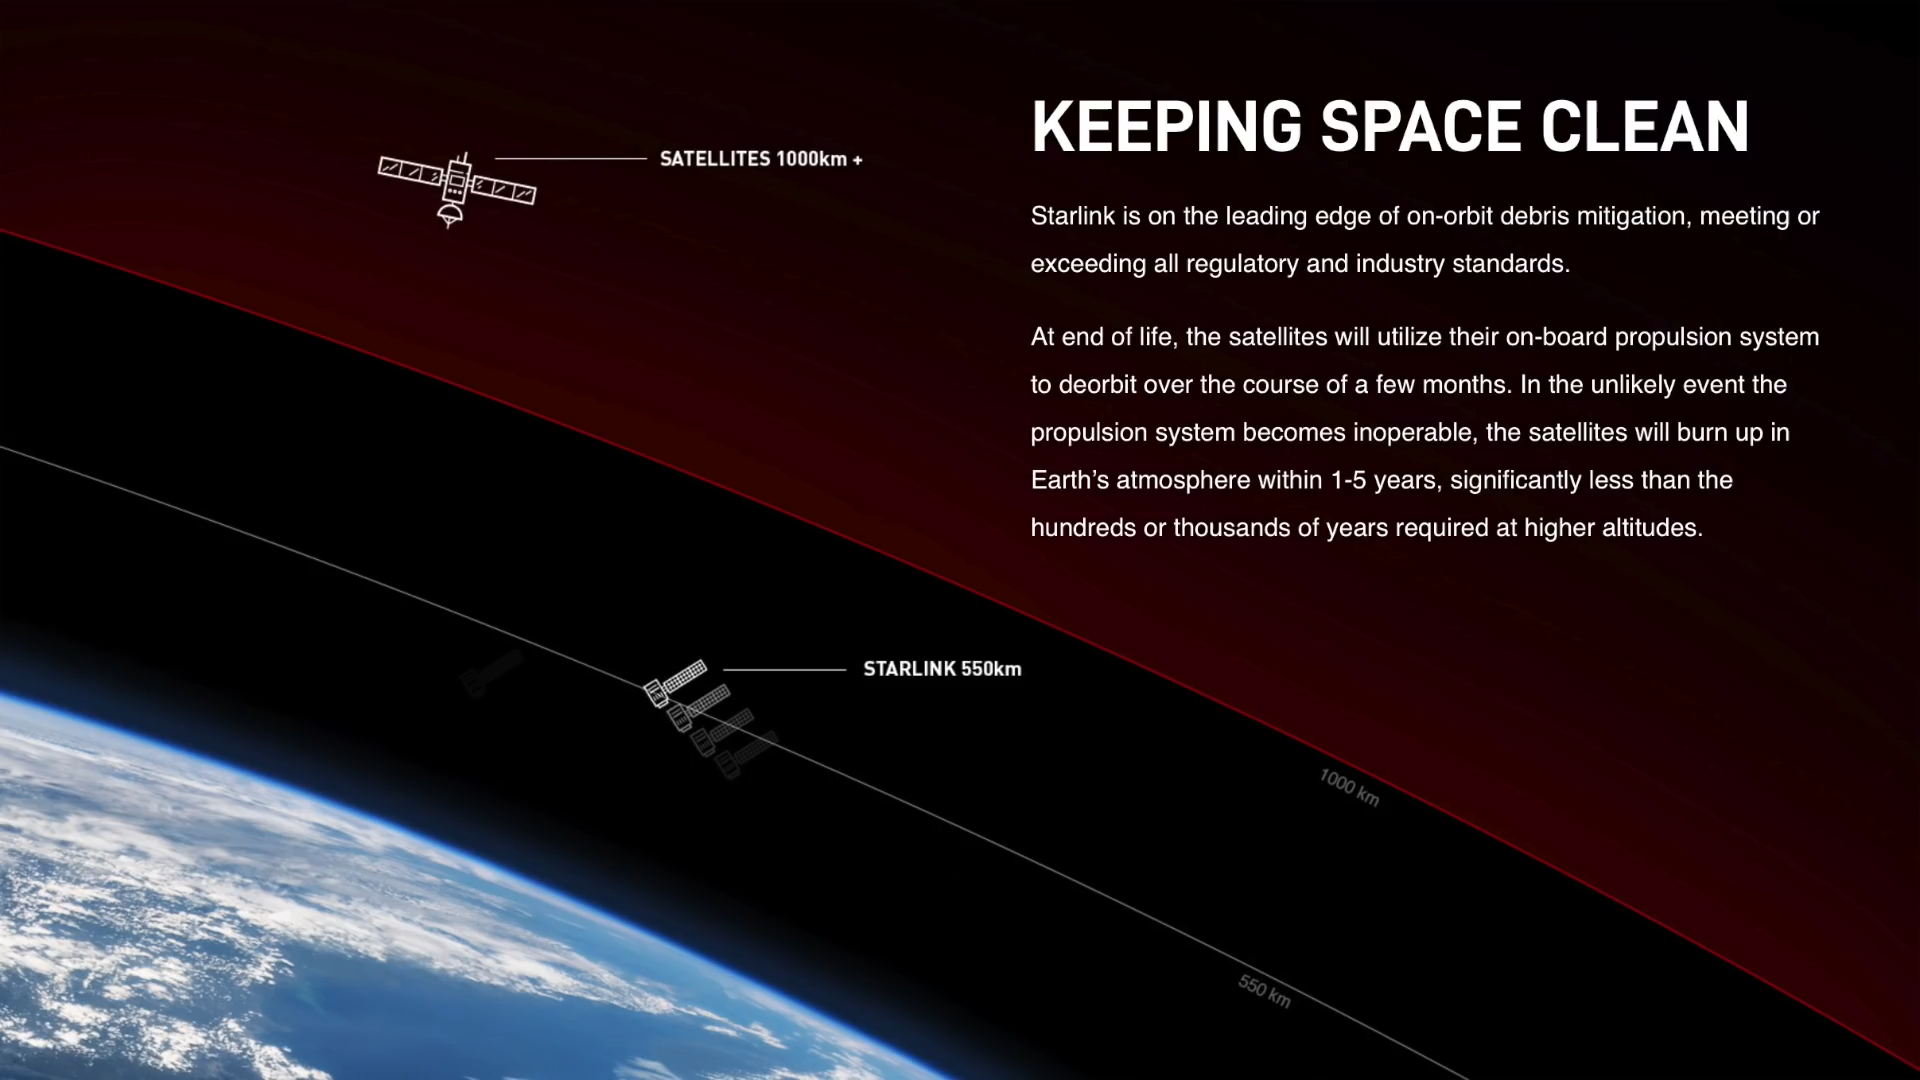 KEEPING SPACE CLEAN
SATELLITES 1000km +
Starlink is on the leading edge of on-orbit debris mitigation, meeting or
exceeding all regulatory and industry standards.
At end of life, the satellites will utilize their on-board propulsion system
to deorbit over the course of a few months. In the unlikely event the
propulsion system becomes inoperable, the satellites will burn up in
Earth’s atmosphere within 1-5 years, significantly less than the
hundreds or thousands of years required at higher altitudes.
STARLINK 550km
1000 km
550 km